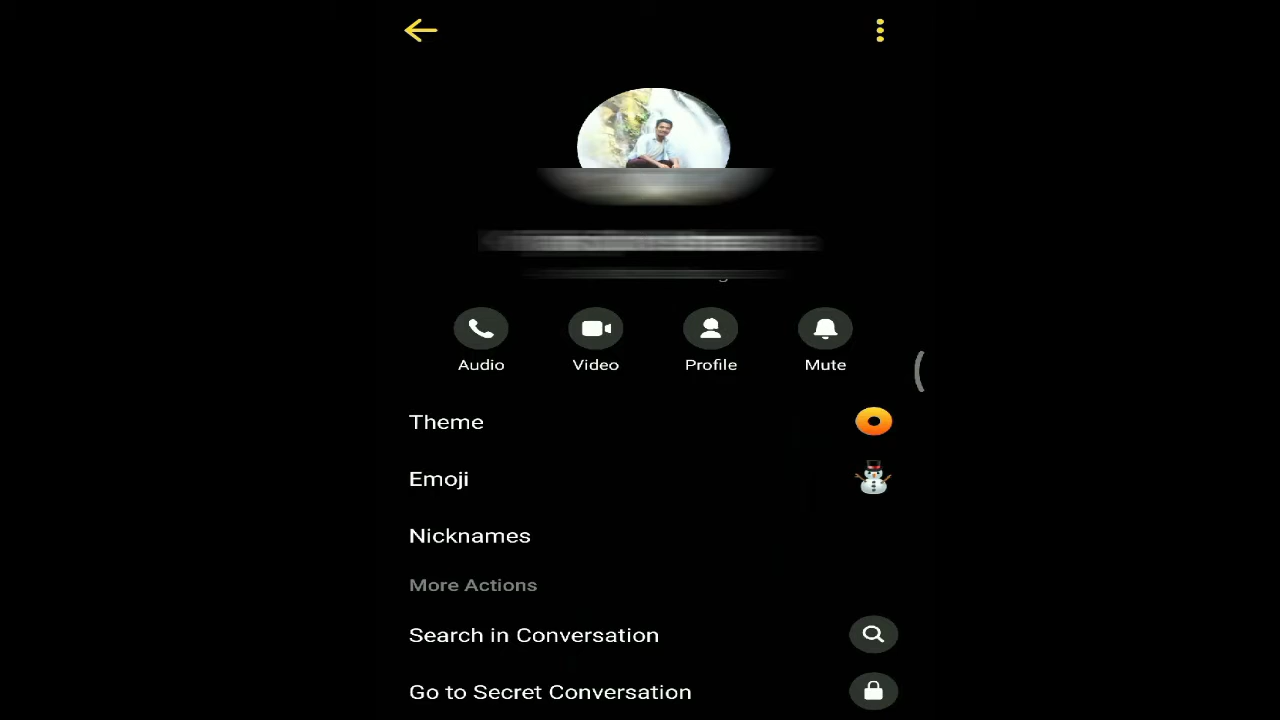 Audio Video Profile Mute
Theme
Emoji
Nicknames
More Actions
Search in Conversation
Go to Secret Conversation